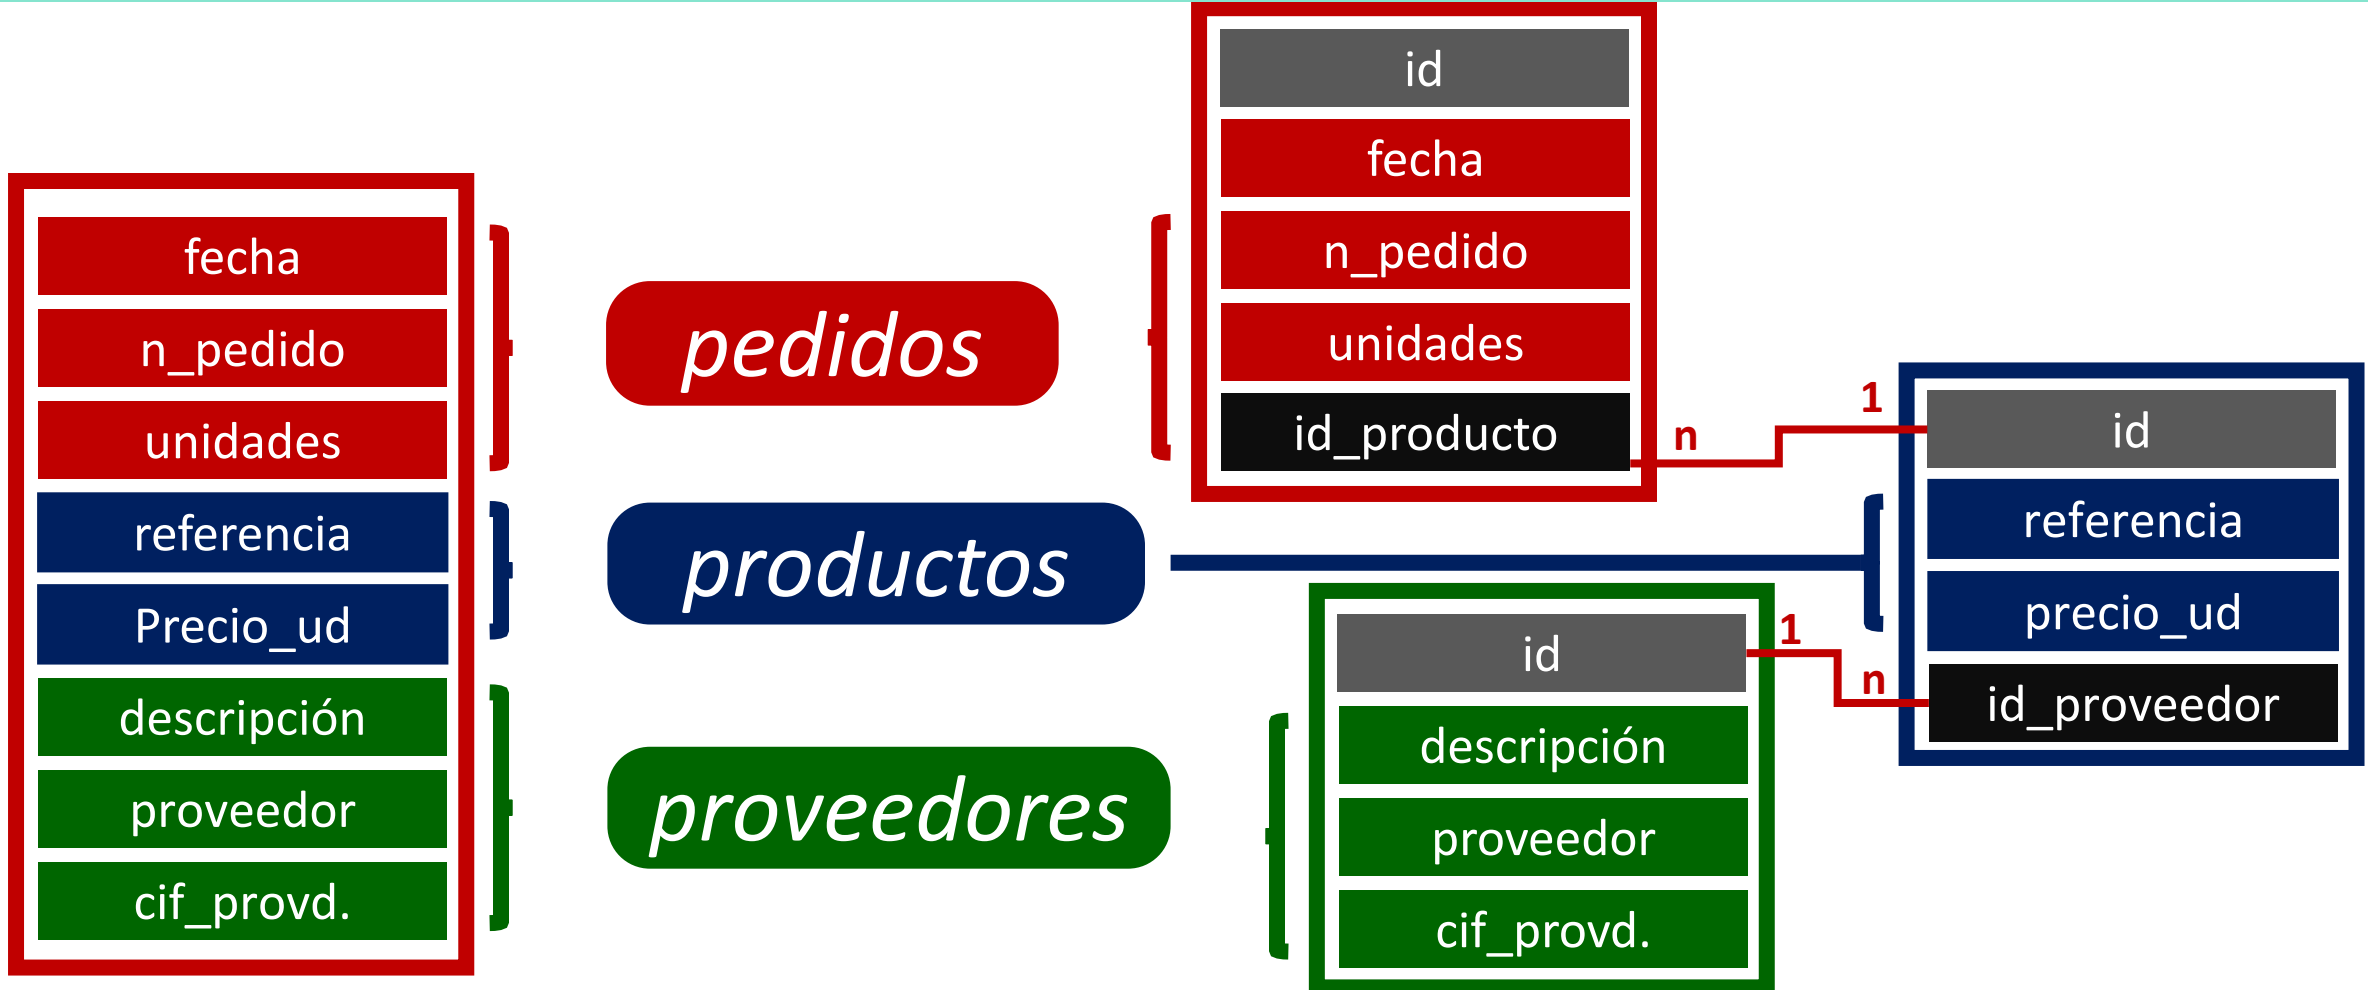 fecha
n_pedido
unidades
referencia
Precio_ud
descripción
proveedor
cif_provd.
pedidos
productos
proveedores
id
fecha
n_pedido
unidades
id_producto
n
1
id
referencia
precio_ud
id_proveedor
1
n
id
descripción
proveedor
cif_provd.